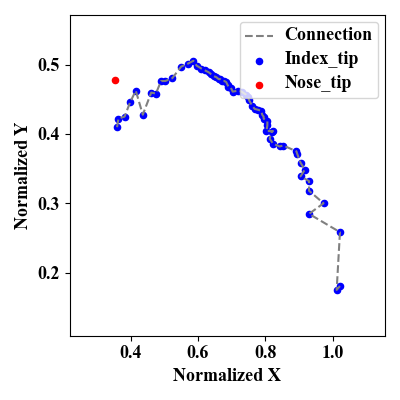 Connection
Index_tip
Nose_tip
0.5
0.4
0.3
0.2
Normalized Y
0.4 0.6 0.8 1.0
Normalized X